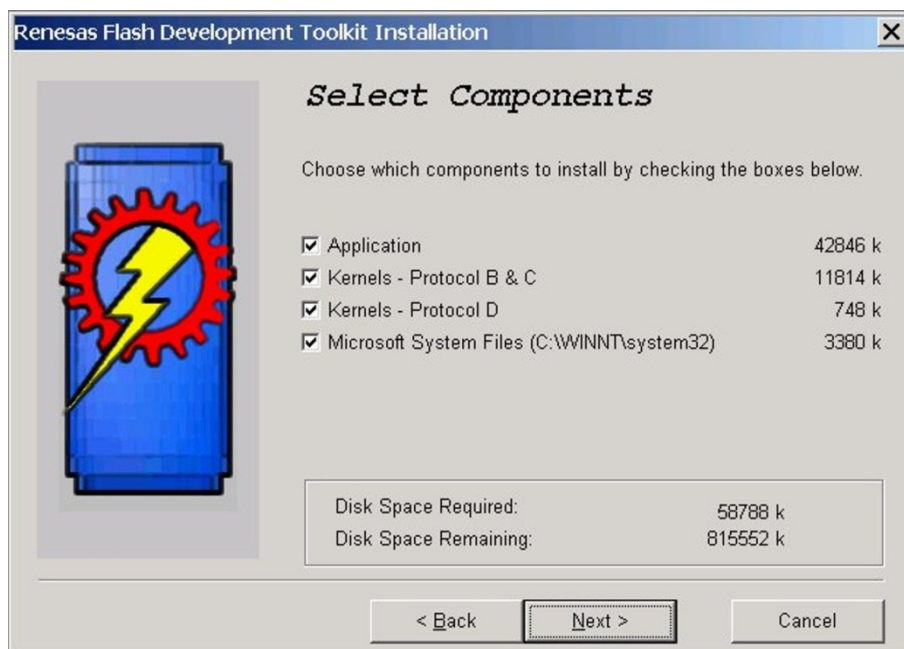 Renesas Flash Development Toolkit Installation
Select Components
Choose which components to install by checking the boxes below.
Application 42846 k
Kernels - Protocol B & C 11814 k
Kernels - Protocol D 748 k
Microsoft System Files (C:\WINNT\system32) 3380 k
Disk Space Required: 58788 k
Disk Space Remaining: 815552 k
< Back Next > Cancel